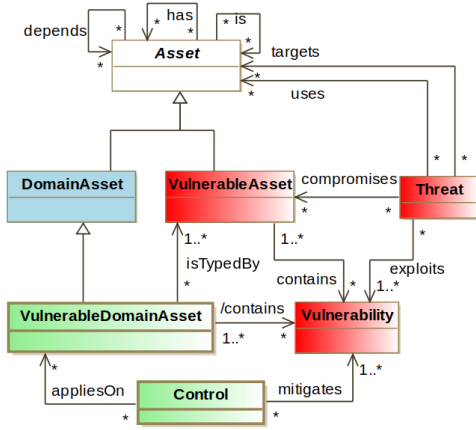 has
is
depends
*
*
*
*
*
*
Asset
targets
*
*
uses
*
*
DomainAsset
VulnerableAsset
compromises
*
*
Threat
1..*
1..*
*
isTypedBy
contains
exploits
*
*
1..*
VulnerableDomainAsset
/contains
1..*
*
Vulnerability
*
appliesOn
*
Control
mitigates
*
1..*